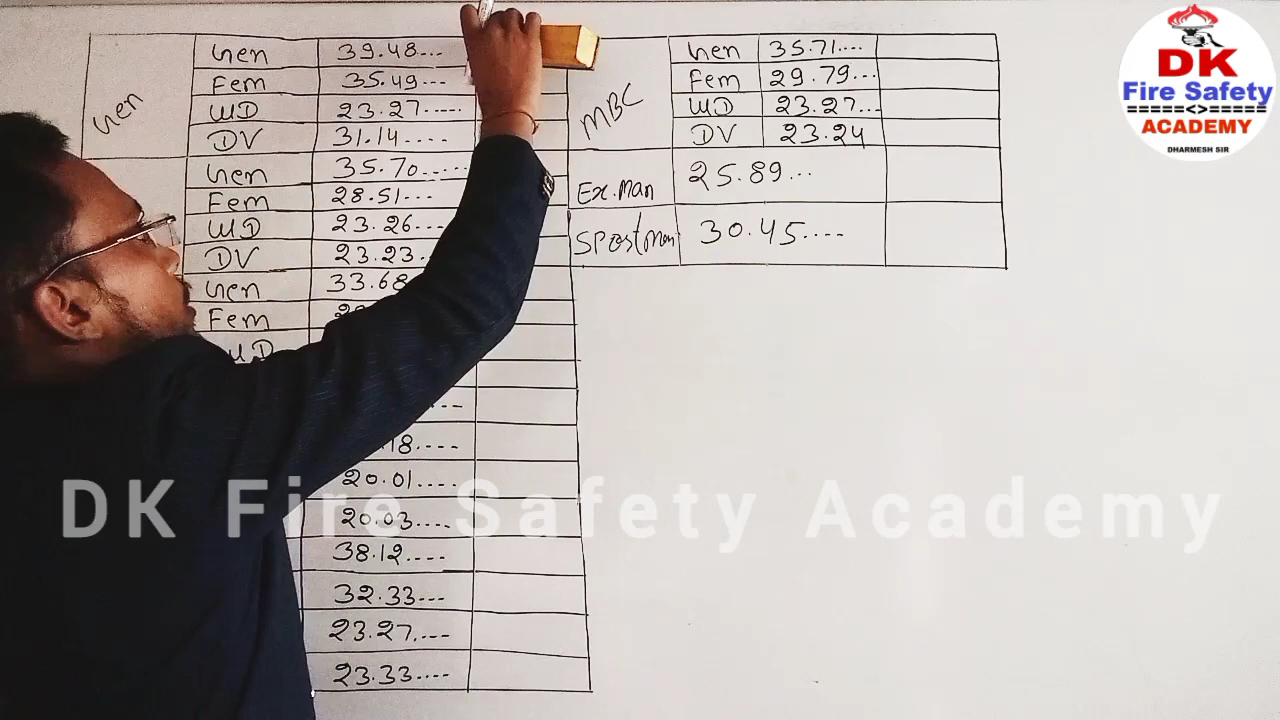 Gen
Gen 39.48...
Fem 35.49...
WD 23.27.....
DV 31.14....
Gen 35.70.....
Fem 28.51...
WD 23.26...
DV 23.23.
Gen 33.68
Fem
WD
18....
20.01....
20.03....
38.12....
32.33...
23.27....
23.33....
MBC
Gen 35.71....
Fem 29.79...
WD 23.27...
DV 23.24
Ex.Man 25.89...
30.45....
DK
Fire Safety
ACADEMY
DHARMESH SIR
DK Fire Safety Academy